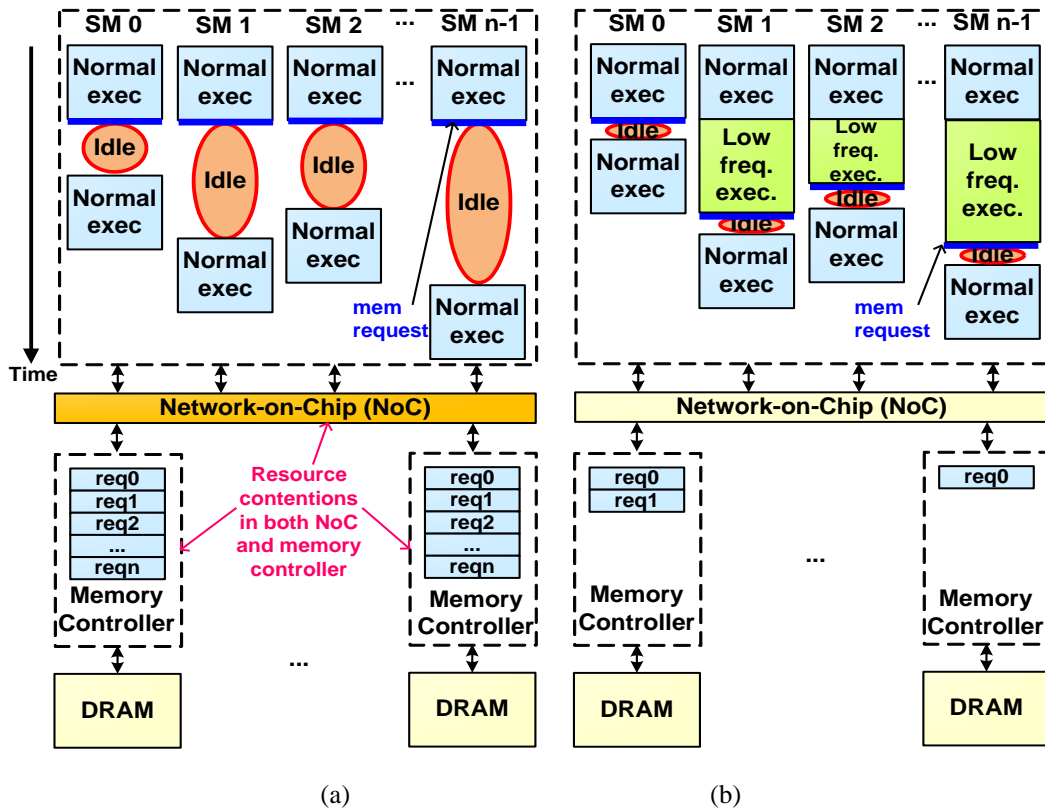 SM 0
SM 1
SM 2
...
SM n-1
Normal
exec
Normal
exec
Normal
exec
...
Normal
exec
Idle
Idle
Idle
Idle
Normal
exec
Normal
exec
Normal
exec
Normal
exec
mem
request
Time
Network-on-Chip (NoC)
req0
req1
req2
...
reqn
Memory
Controller
Resource
contentions
in both NoC
and memory
controller
req0
req1
req2
...
reqn
Memory
Controller
...
DRAM
DRAM
(a)
SM 0
SM 1
SM 2
...
SM n-1
Normal
exec
Normal
exec
Normal
exec
...
Normal
exec
Idle
Low
freq.
exec.
Low
freq.
exec.
Low
freq.
exec.
Normal
exec
Idle
Idle
Idle
Normal
exec
Normal
exec
Normal
exec
mem
request
Network-on-Chip (NoC)
req0
req1
Memory
Controller
...
req0
Memory
Controller
DRAM
DRAM
(b)